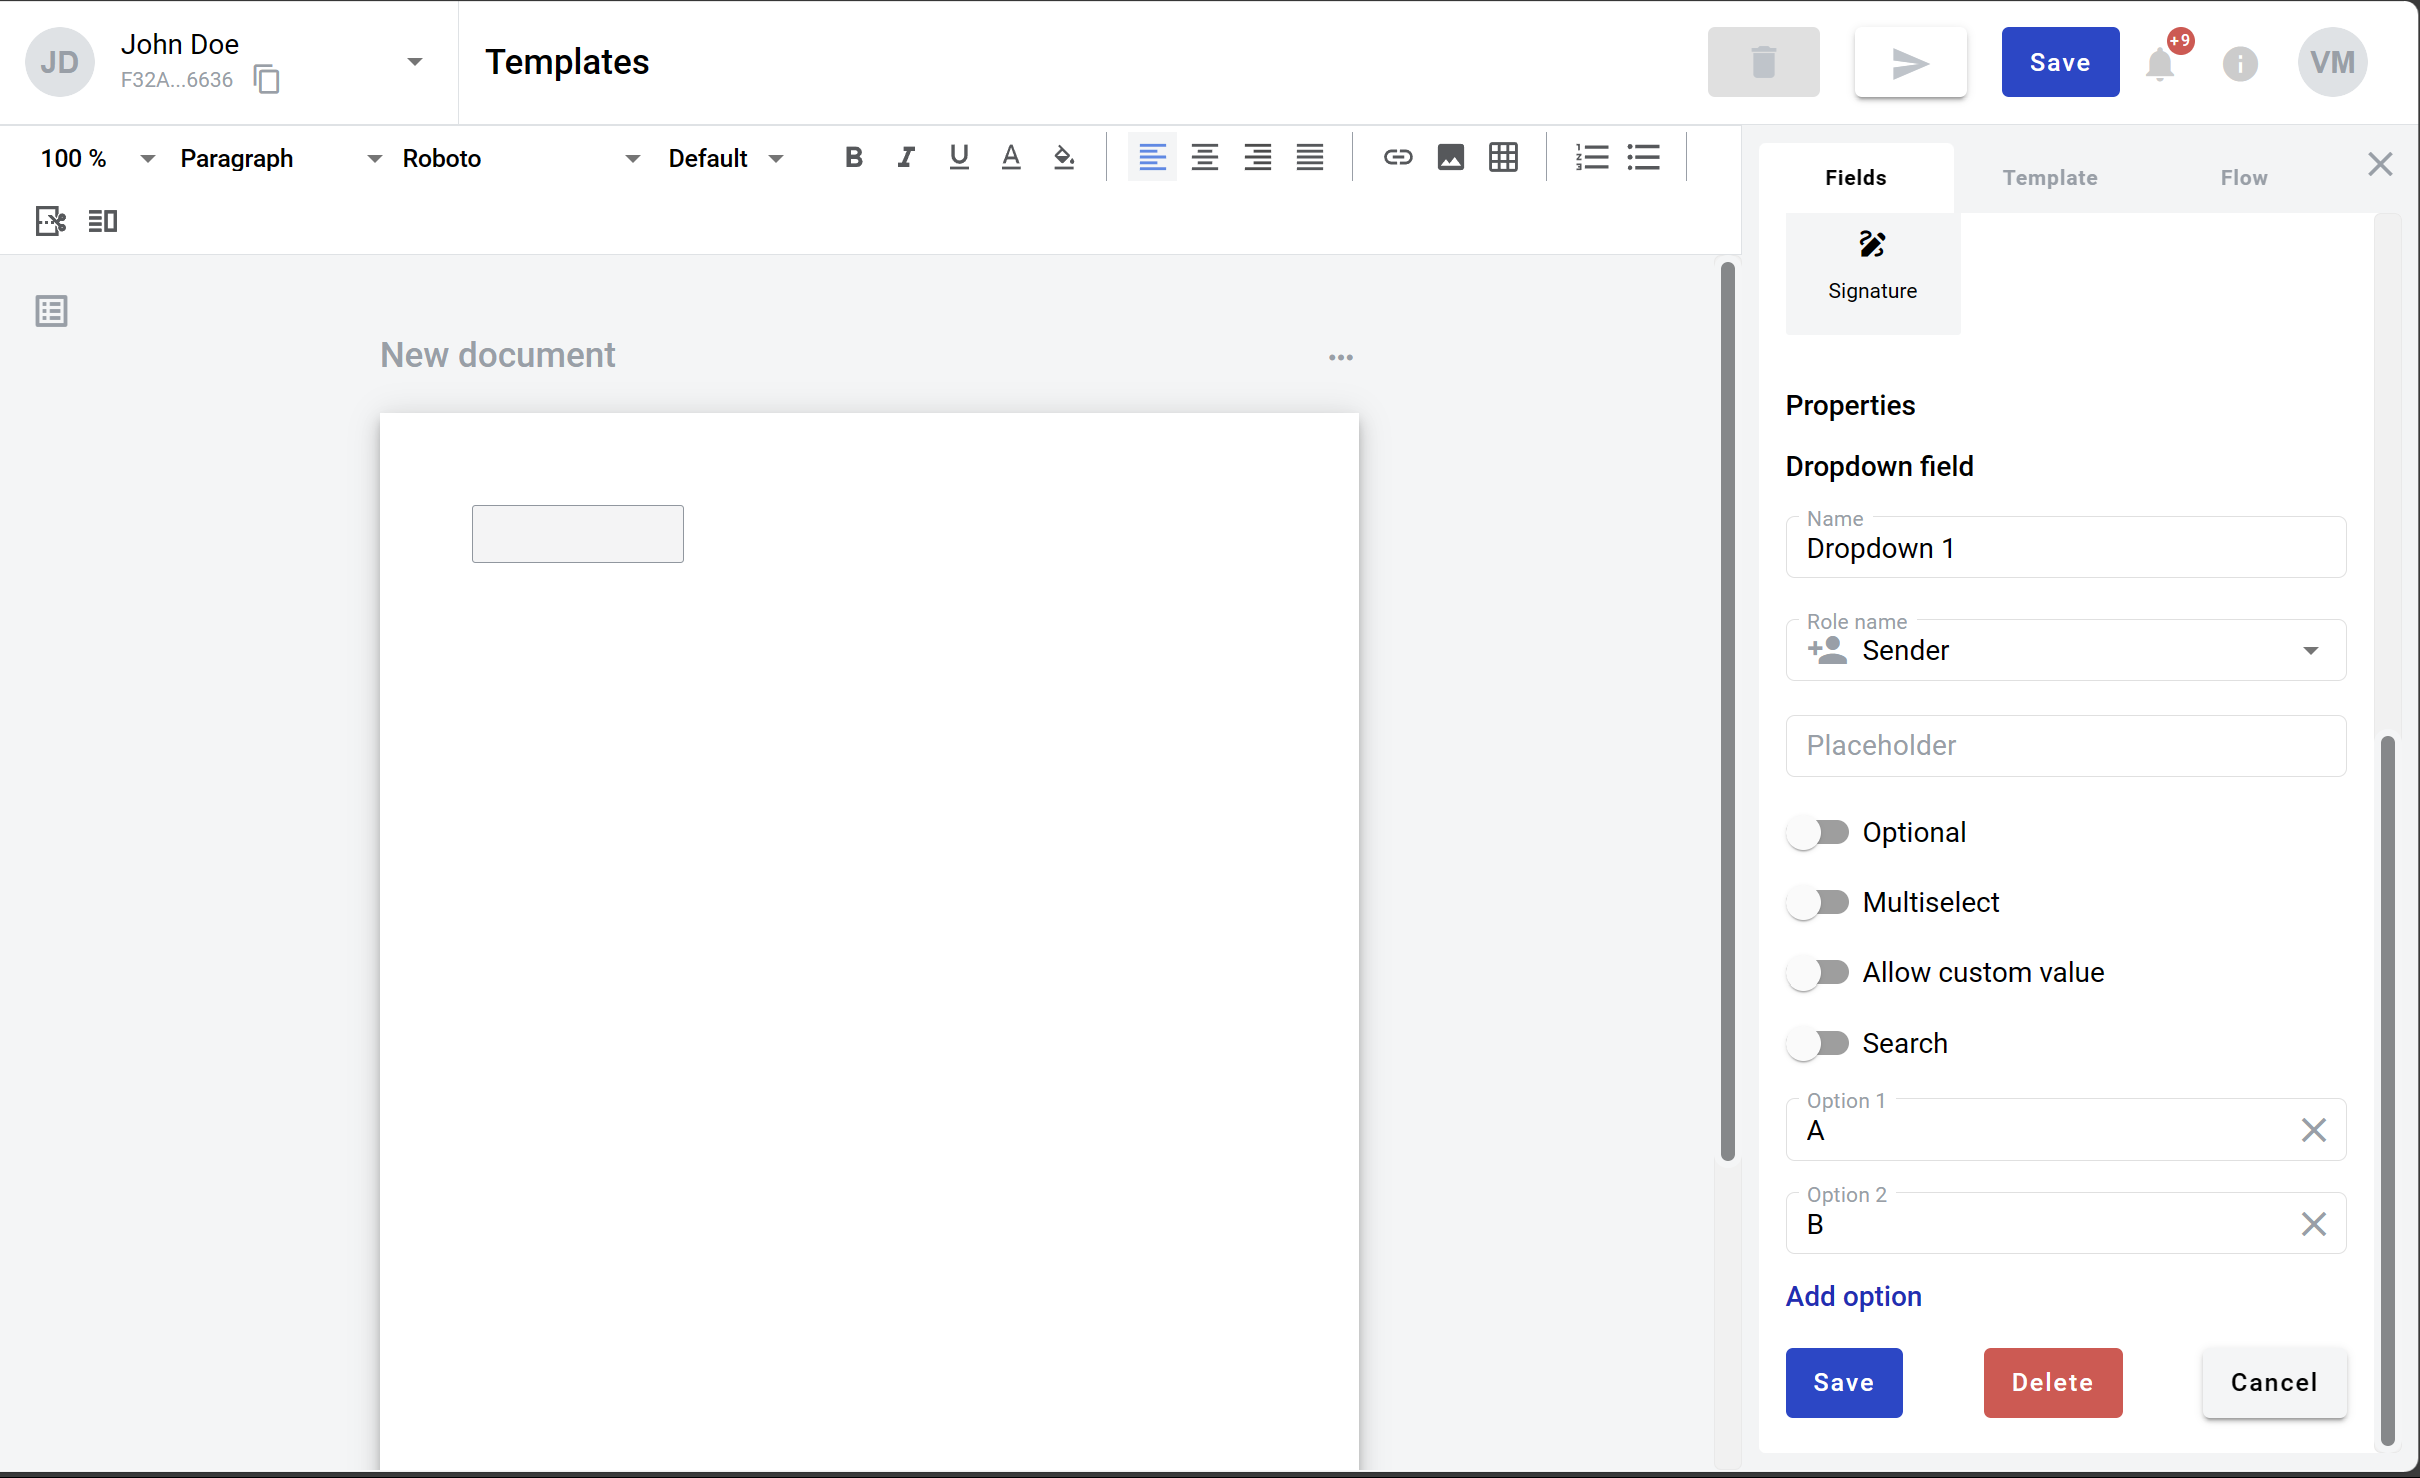 JD
John Doe
F32A...6636
Templates
Save
+9
VM
100 %
Paragraph
Roboto
Default
Fields
Template
Flow
Signature
New document
Properties
Dropdown field
Name
Dropdown 1
Role name
Sender
Placeholder
Optional
Multiselect
Allow custom value
Search
Option 1
A
Option 2
B
Add option
Save
Delete
Cancel